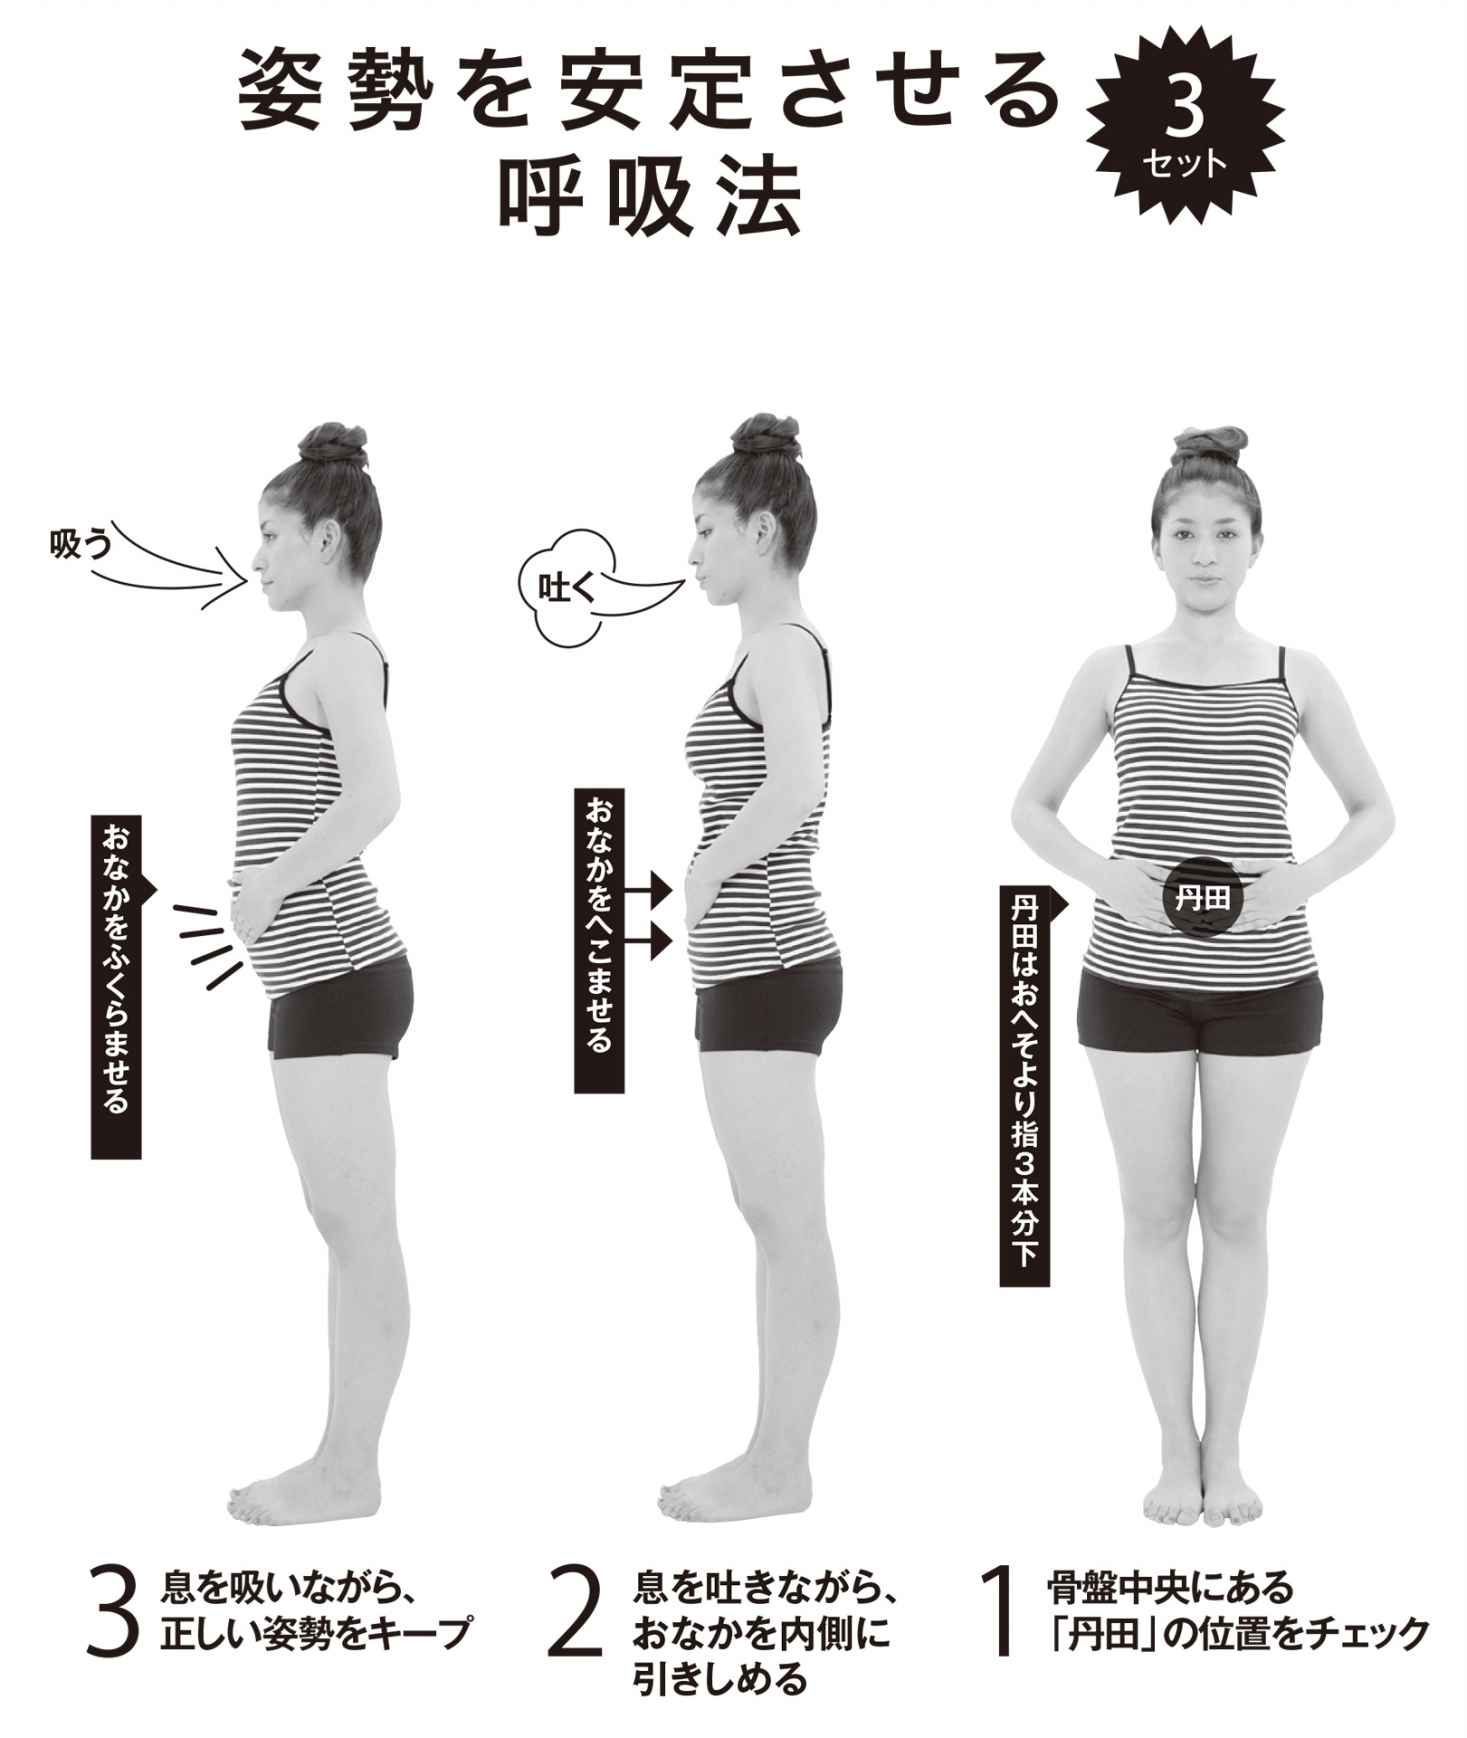 姿勢を安定させる
呼吸法
3
セット
丹田
丹田はおへそより指3本分下
1
骨盤中央にある
「丹田」の位置をチェック
吐く
おなかをへこませる
2
息を吐きながら、
おなかを内側に
引きしめる
吸う
おなかをふくらませる
3
息を吸いながら、
正しい姿勢をキープ